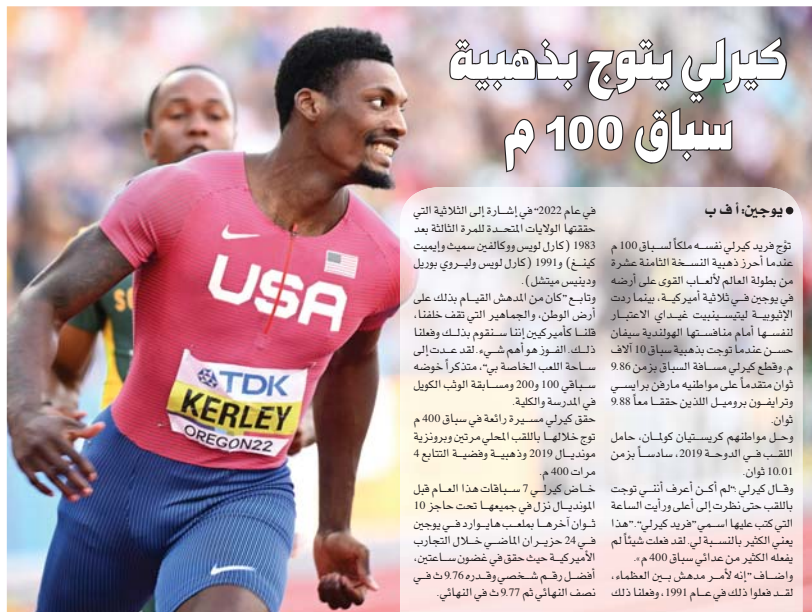 كيرلي يتوج بذهبية
سباق 100 م
● يوجين: أ ف ب
توّج فريد كيرلي نفسه ملكاً لسباق 100 م
عندما أحرز ذهبية النسخة الثامنة عشرة
من بطولة العالم لألعاب القوى على أرضه
في يوجين في ثلاثية أميركية، بينما ردت
الإثيوبية ليتيسينبيت غيداي الاعتبار
لنفسها أمام منافستها الهولندية سيفان
حسن عندما توجت بذهبية سباق 10 آلاف
م. وقطع كيرلي مسافة السباق بزمن 9.86
ثوان متقدماً على مواطنيه مارفن برايسي
وترايفون بروميل اللذين حققا معاً 9.88
ثوان.
وحل مواطنهم كريستيان كولمان، حامل
اللقب في الدوحة 2019، سادساً بزمن
10.01 ثوان.
وقال كيرلي :"لم أكن أعرف أنني توجت
باللقب حتى نظرت إلى أعلى ورأيت الساعة
التي كتب عليها اسمي "فريد كيرلي". "هذا
يعني الكثير بالنسبة لي. لقد فعلت شيئاً لم
يفعله الكثير من عدائي سباق 400 م».
واضاف "إنه لأمر مدهش بين العظماء،
لقد فعلوا ذلك في عام 1991، وفعلنا ذلك
في عام 2022" في إشارة إلى الثلاثية التي
حققتها الولايات المتحدة للمرة الثالثة بعد
1983 (كارل لويس ووكالفين سميث وإيميت
كينغ) و1991 (كارل لويس وليروي بوريل
ودينيس ميتشل).
وتابع "كان من المدهش القيام بذلك على
أرض الوطن، والجماهير التي تقف خلفنا،
قلنا كأميركيين إننا سنقوم بذلك وفعلنا
ذلك. الفوز هو أهم شيء. لقد عدت إلى
ساحة اللعب الخاصة بي"، متذكراً خوضه
سباقي 100 و200 ومسابقة الوثب الكويل
في المدرسة والكلية.
حقق كيرلي مسيرة رائعة في سباق 400 م
توج خلالها باللقب المحلي مرتين وبرونزية
مونديال 2019 وذهبية وفضية التتابع 4
مرات 400 م.
خاض كيرلي 7 سباقات هذا العام قبل
المونديال نزل في جميعها تحت حاجز 10
ثوان آخرها بملعب هايوارد في يوجين
في 24 حزيران الماضي خلال التجارب
الأميركية حيث حقق في غضون ساعتين،
أفضل رقم شخصي وقدره 9.76 ث في
نصف النهائي ثم 9.77 ث في النهائي.
USA
TDK
KERLEY
OREGON22